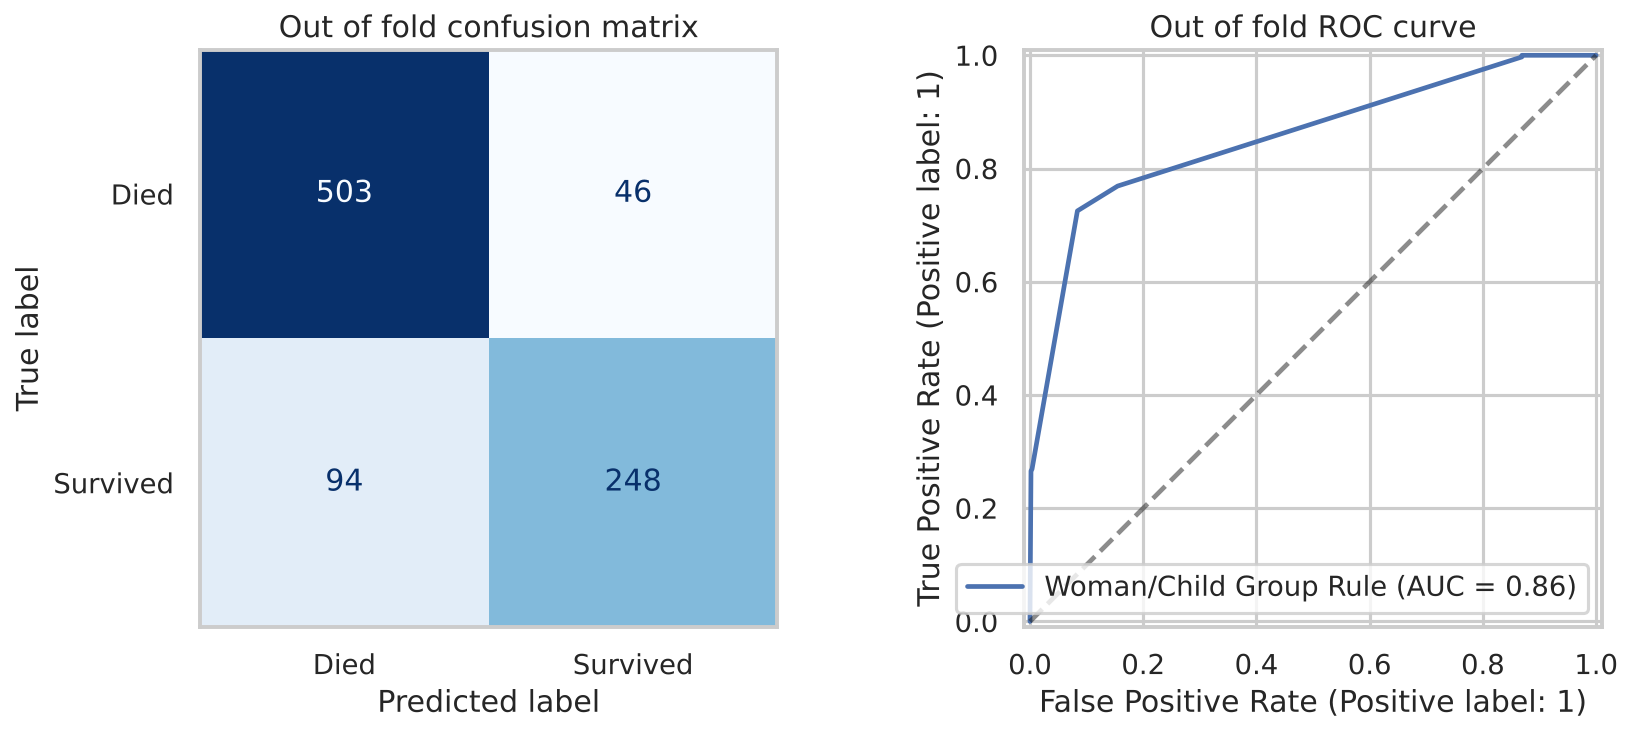 Out of fold confusion matrix
True label
Died
503
46
Survived
94
248
Died
Survived
Predicted label
Out of fold ROC curve
True Positive Rate (Positive label: 1)
1.0
0.8
0.6
0.4
0.2
0.0
Woman/Child Group Rule (AUC = 0.86)
0.0
0.2
0.4
0.6
0.8
1.0
False Positive Rate (Positive label: 1)